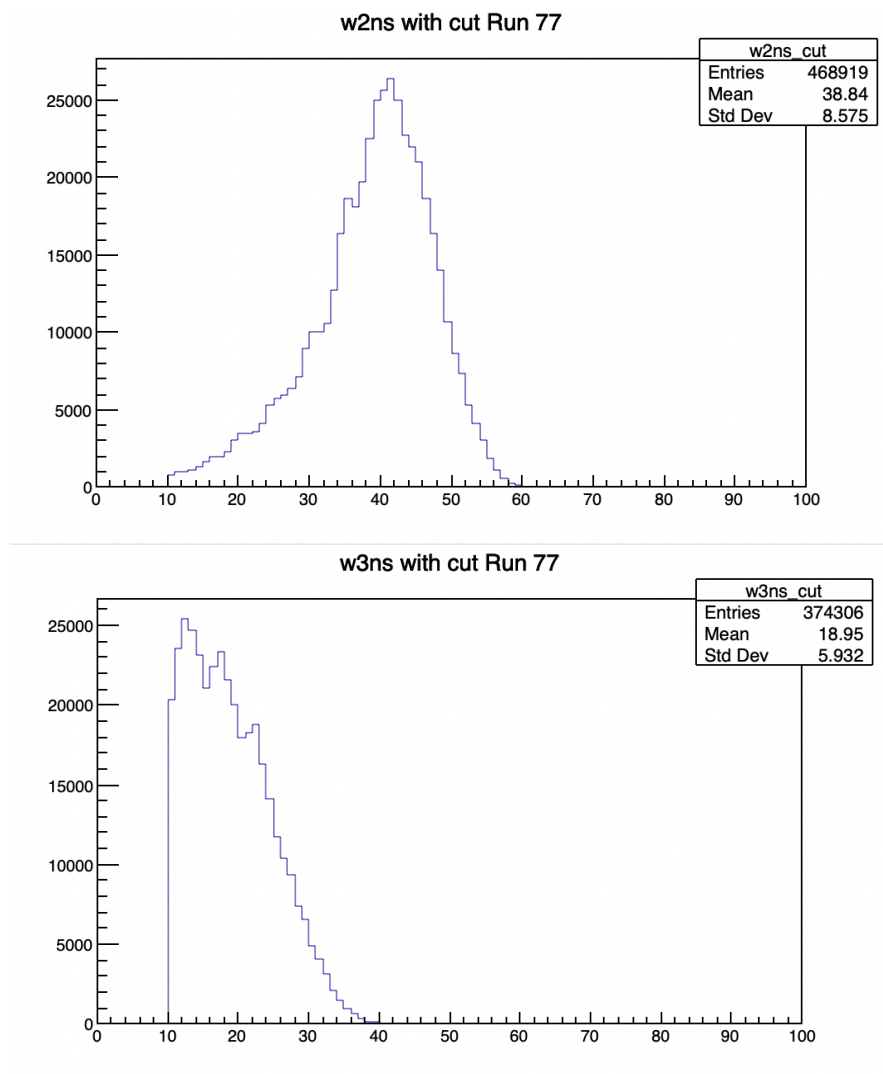 w2ns with cut Run 77
w2ns_cut
Entries 468919
Mean 38.84
Std Dev 8.575
25000
20000
15000
10000
5000
0
0 10 20 30 40 50 60 70 80 90 100
w3ns with cut Run 77
w3ns_cut
Entries 374306
Mean 18.95
Std Dev 5.932
25000
20000
15000
10000
5000
0
0 10 20 30 40 50 60 70 80 90 100